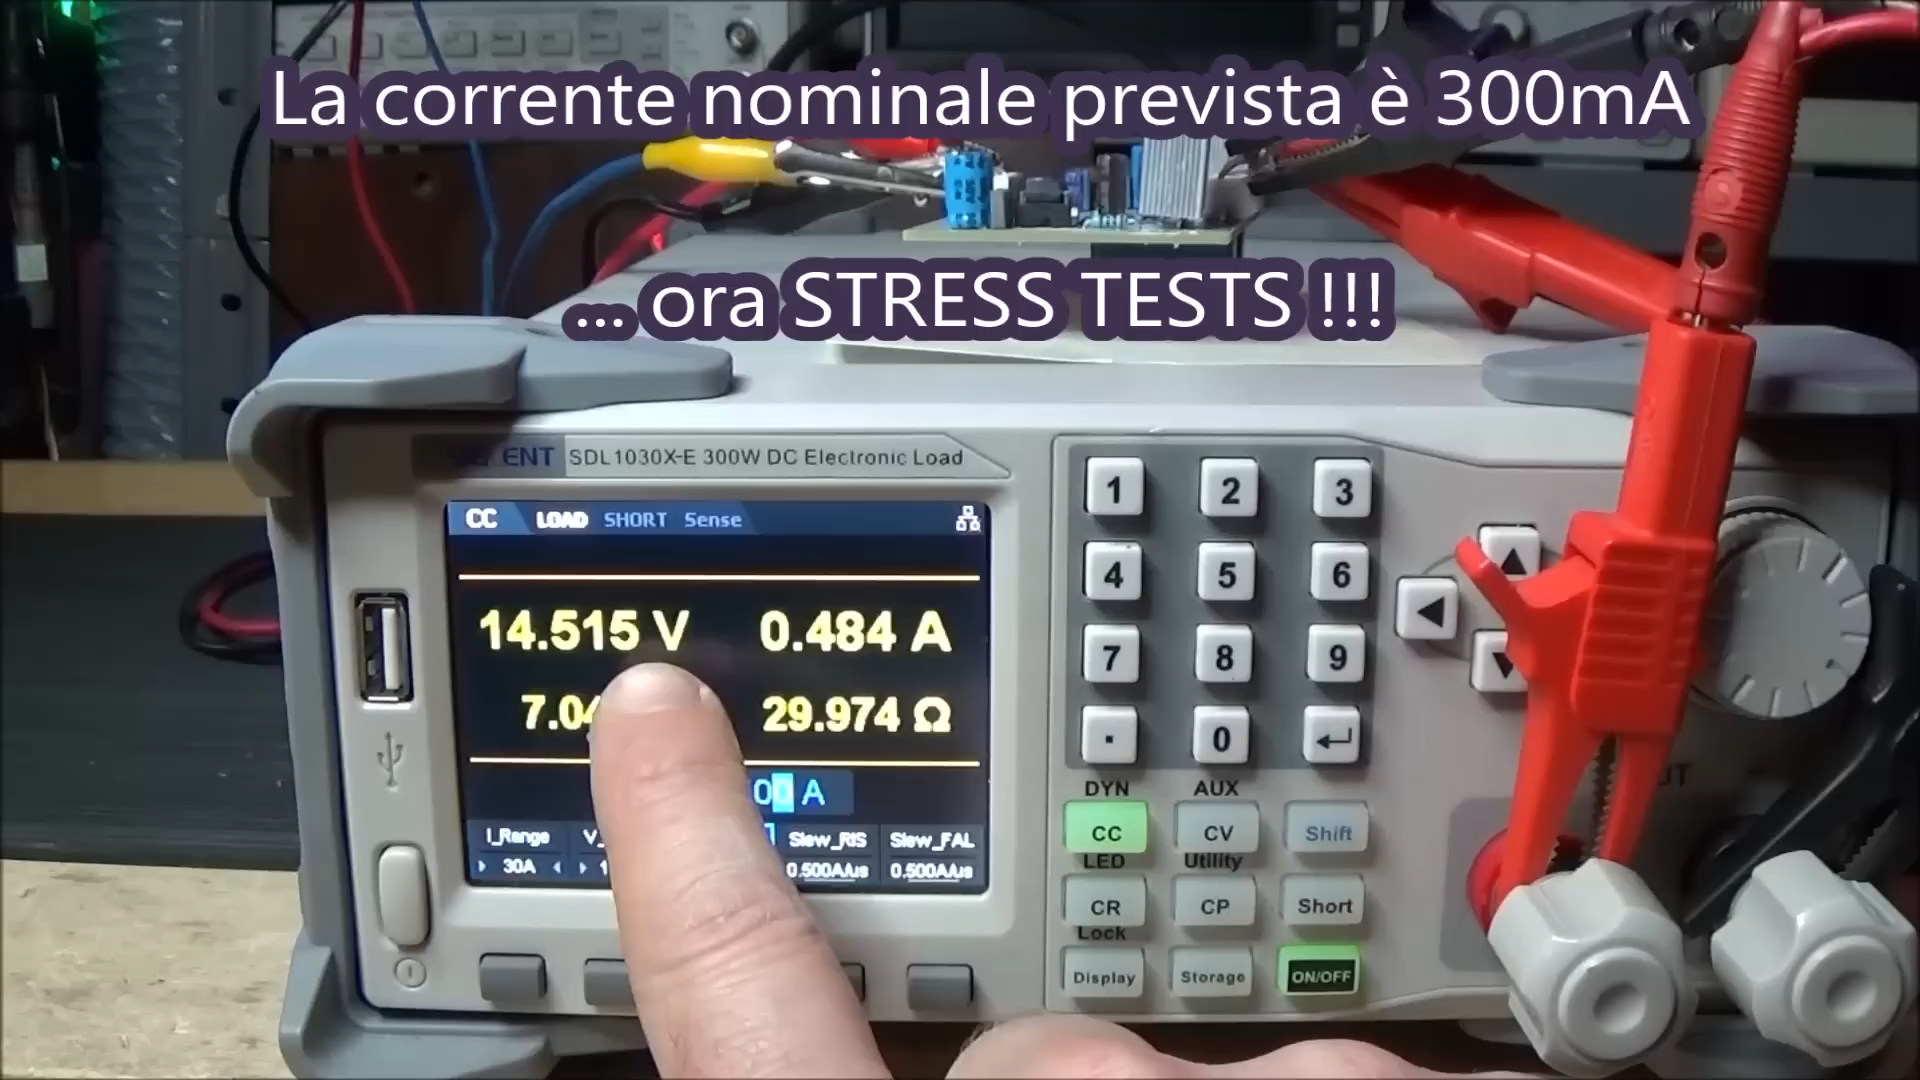 La corrente nominale prevista è 300mA
... ora STRESS TESTS !!!
SDL1030X-E 300W DC Electronic Load
CC LOAD SHORT Sense
14.515 V 0.484 A
29.974 Ω
A
I_Range Slew_RIS Slew_FAL
30A 0.500A/us 0.500A/us
1 2 3
4 5 6
7 8 9
. 0
DYN AUX
CC CV Shift
LED Utility
CR CP Short
Lock
Display Storage ON/OFF